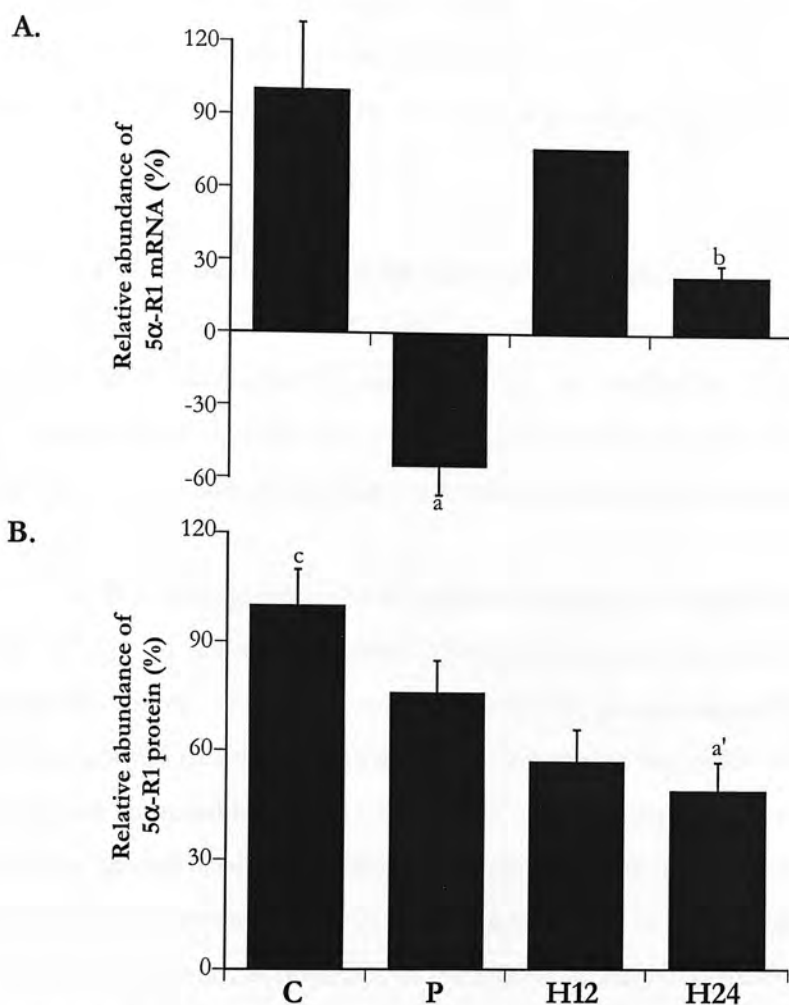 A.
Relative abundance of
5α-R1 mRNA (%)
120
90
60
30
0
-30
-60
a
b
B.
Relative abundance of
5α-R1 protein (%)
120
90
60
30
0
c
a'
C P H12 H24